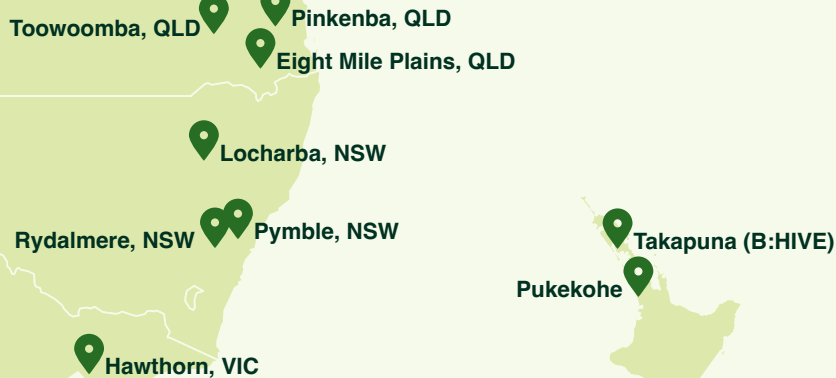 Pinkenba, QLD
Toowoomba, QLD
Eight Mile Plains, QLD
Locharba, NSW
Pymble, NSW
Rydalmere, NSW
Takapuna (B:HIVE)
Pukekohe
Hawthorn, VIC